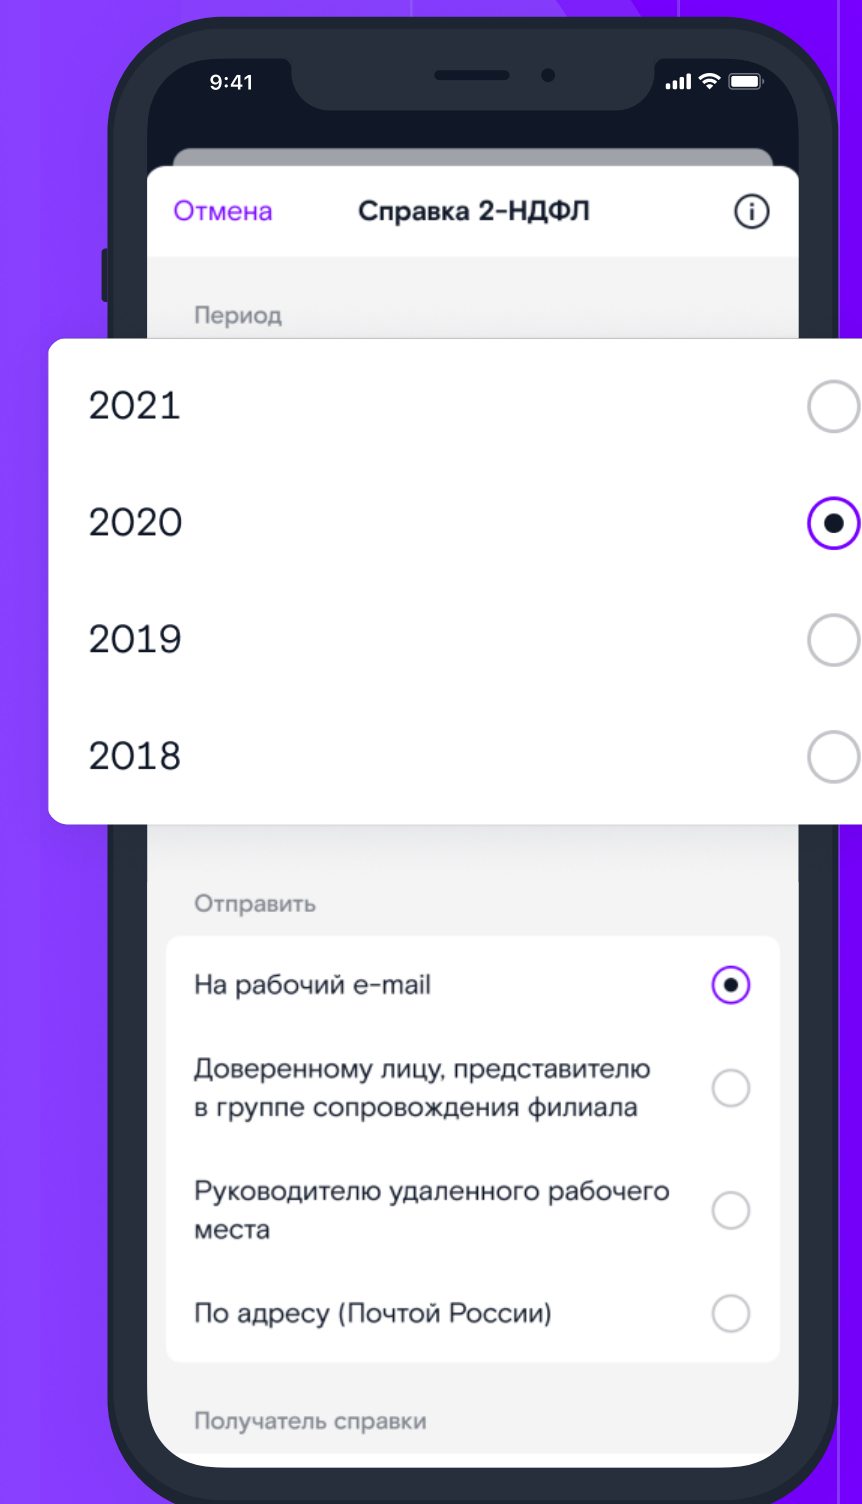 9:41
Отмена
Справка 2-НДФЛ
Период
2021
2020
2019
2018
Отправить
На рабочий e-mail
Доверенному лицу, представителю
в группе сопровождения филиала
Руководителю удаленного рабочего
места
По адресу (Почтой России)
Получатель справки